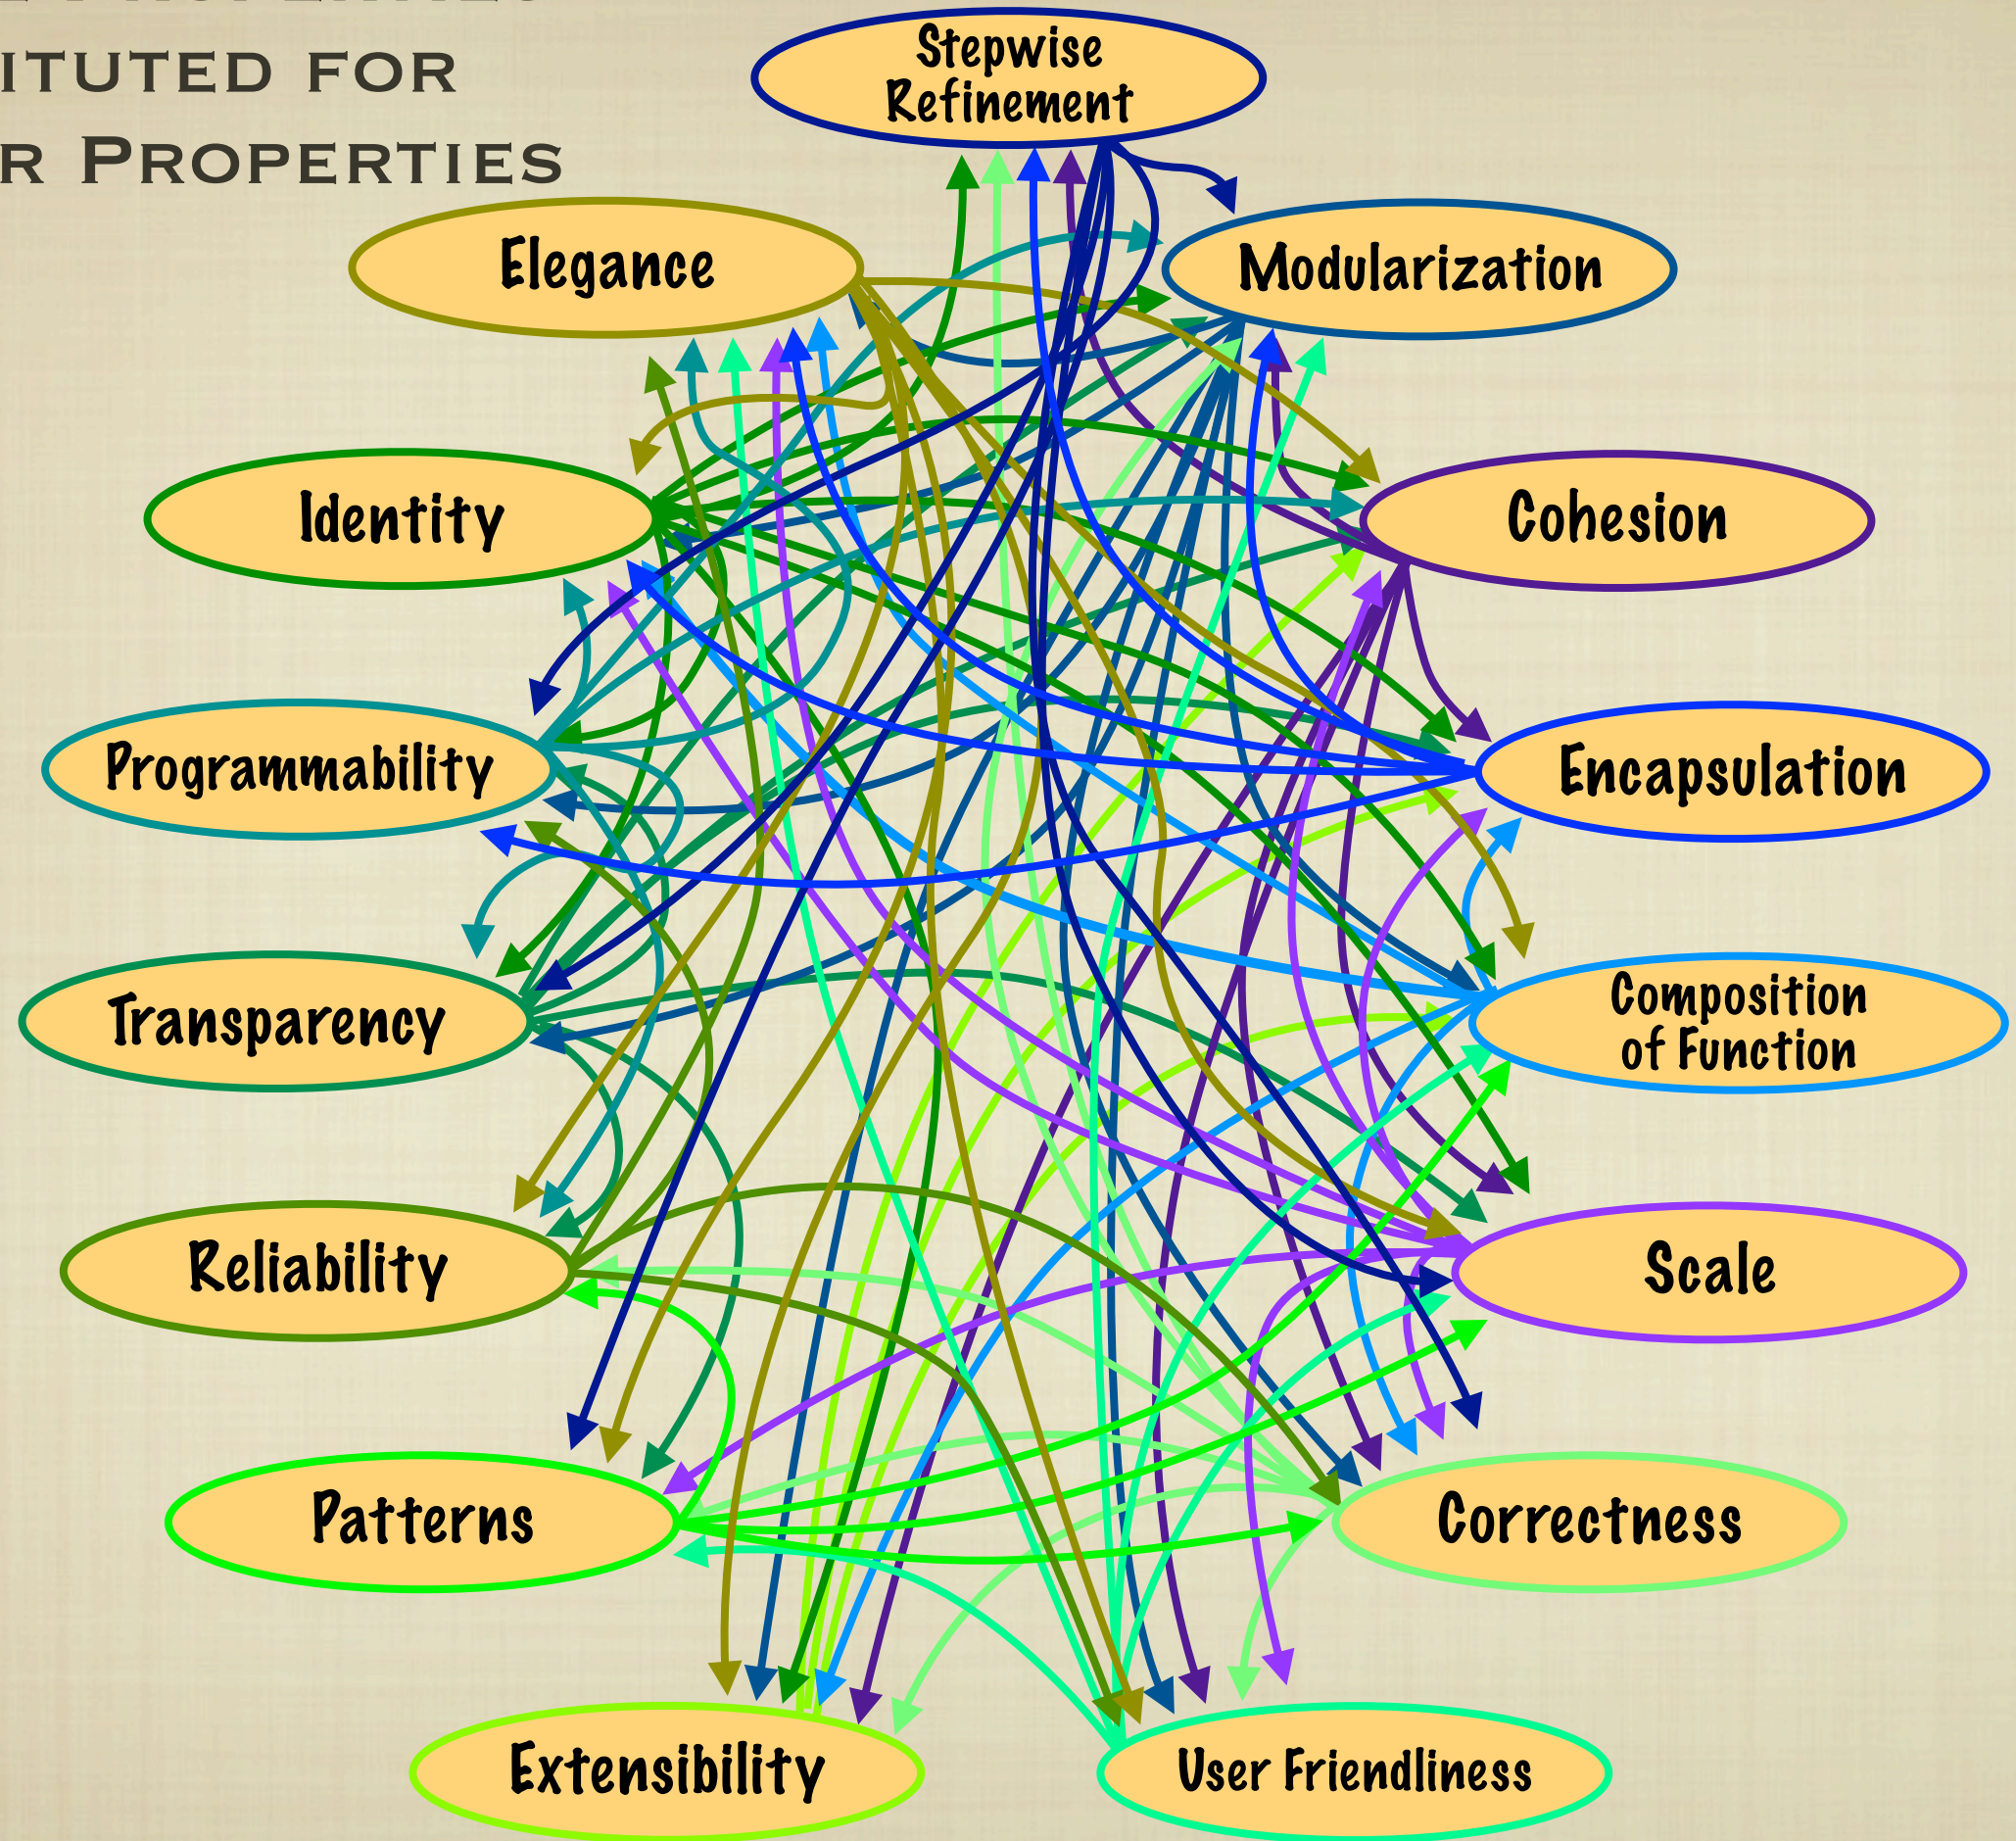 PROPERTIES
ITUTED FOR
R PROPERTIES
Stepwise
Refinement
Elegance
Modularization
Identity
Cohesion
Programmability
Encapsulation
Transparency
Composition
of Function
Reliability
Scale
Patterns
Correctness
Extensibility
User Friendliness